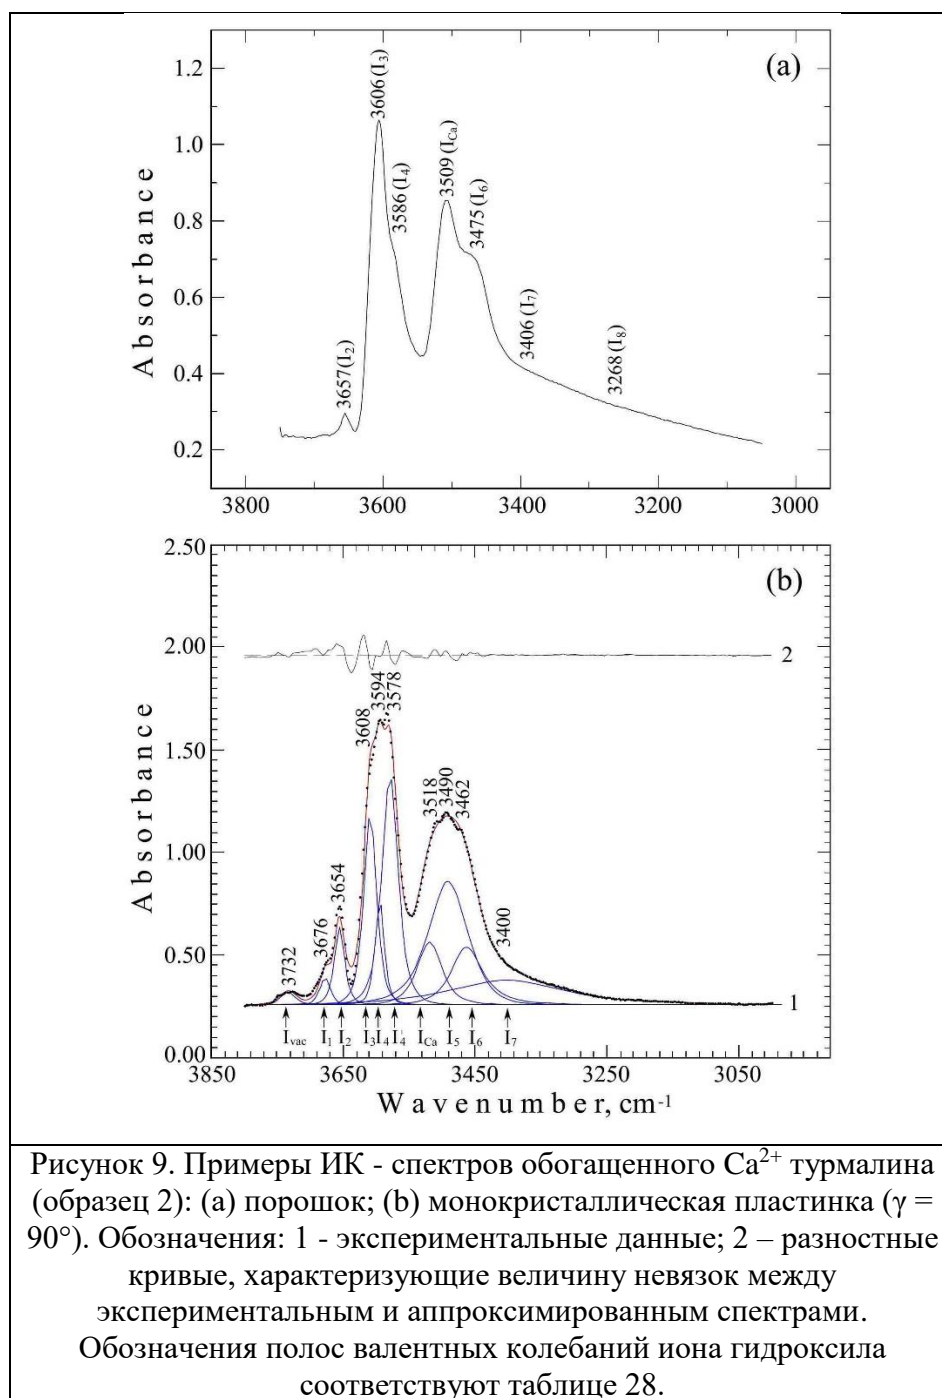 (a)
3606 (I₃)
3586 (I₄)
3509 (I_Ca)
3475 (I₆)
3657 (I₂)
3406 (I₇)
3268 (I₈)
Absorbance
1.2
1.0
0.8
0.6
0.4
0.2
3800 3600 3400 3200 3000
(b)
2.50
2.00
1.50
1.00
0.50
0.00
Absorbance
2
3732
3676
3654
3608
3594
3578
3518
3490
3462
3400
1
I_vac I₁ I₂ I₃ I₄ I'₄ I_Ca I₅ I₆ I₇
3850 3650 3450 3250 3050
Wavenumber, cm⁻¹
Рисунок 9. Примеры ИК - спектров обогащенного Ca²⁺ турмалина
(образец 2): (a) порошок; (b) монокристаллическая пластинка (γ =
90°). Обозначения: 1 - экспериментальные данные; 2 – разностные
кривые, характеризующие величину невязок между
экспериментальным и аппроксимированным спектрами.
Обозначения полос валентных колебаний иона гидроксила
соответствуют таблице 28.